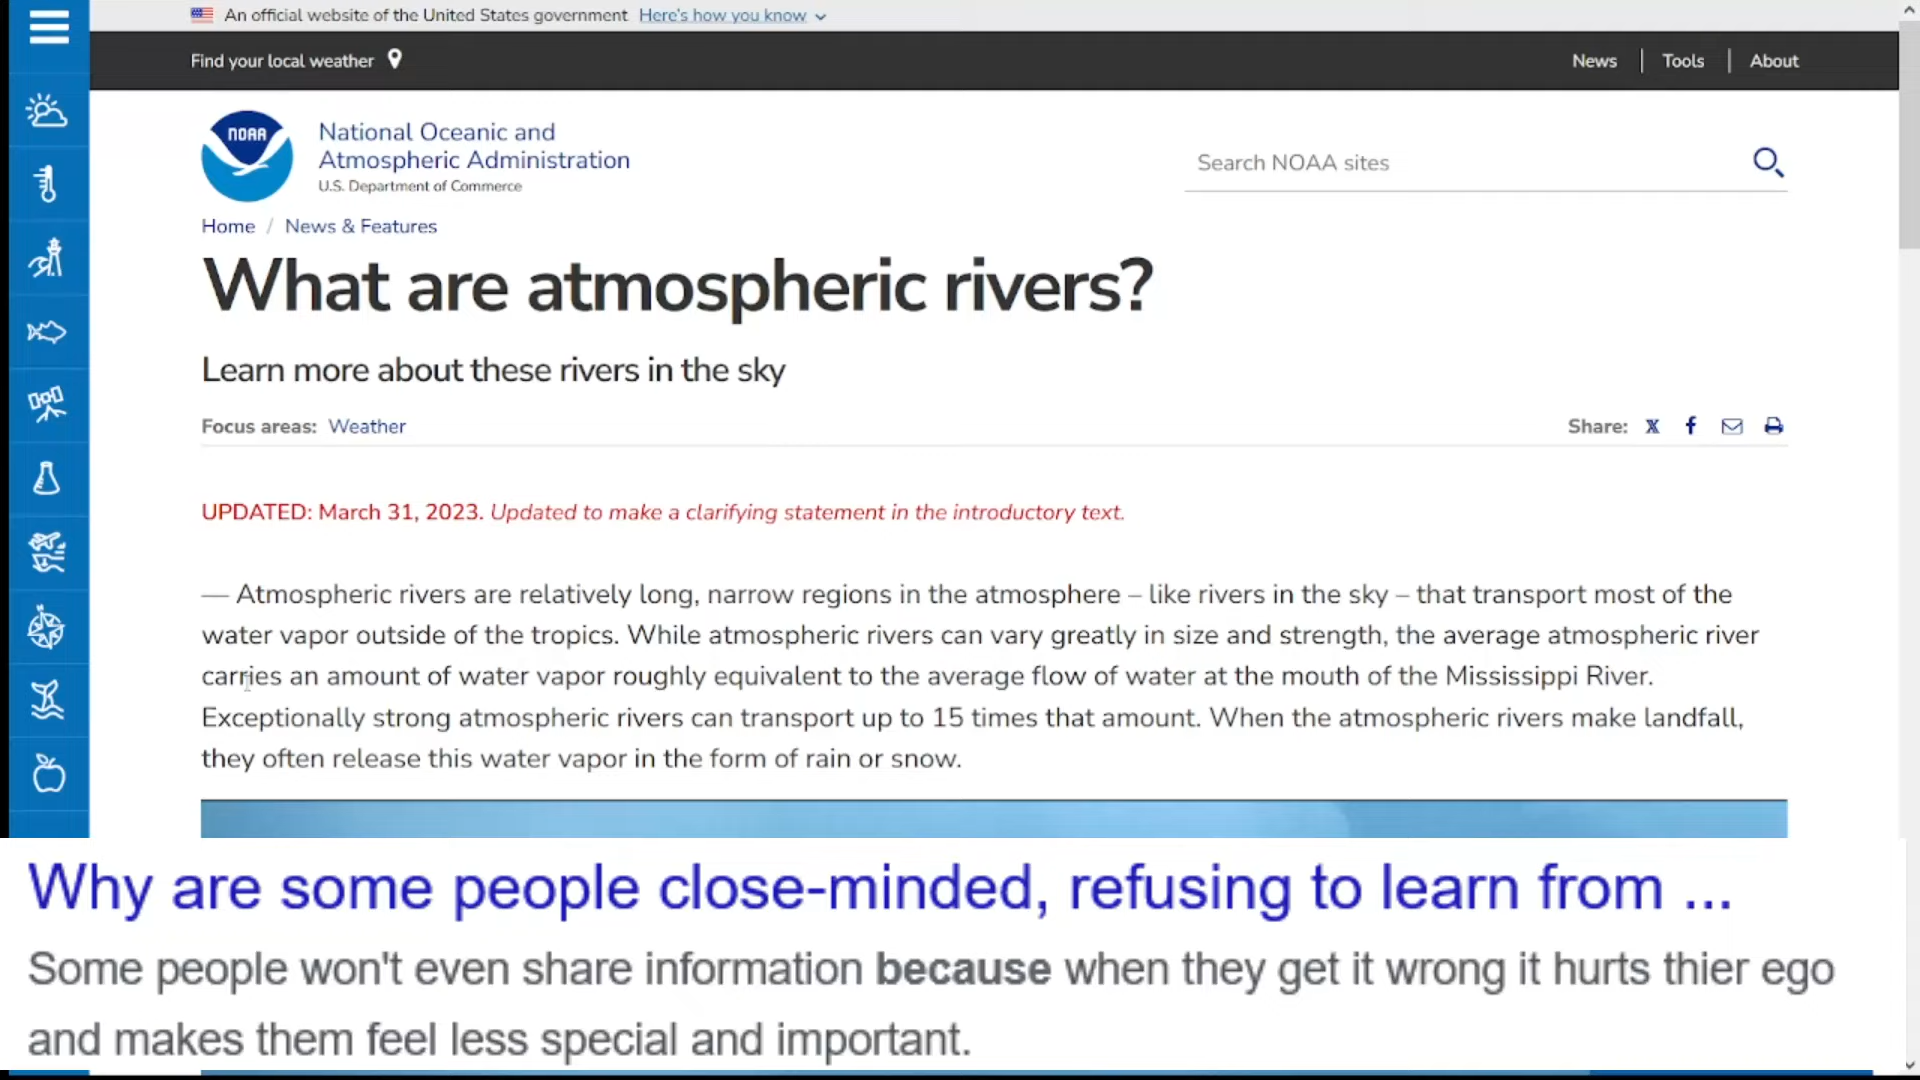 An official website of the United States government Here's how you know
Find your local weather
News | Tools | About
NOAA
National Oceanic and
Atmospheric Administration
U.S. Department of Commerce
Search NOAA sites
Home / News & Features
What are atmospheric rivers?
Learn more about these rivers in the sky
Focus areas: Weather
Share: X f
UPDATED: March 31, 2023. Updated to make a clarifying statement in the introductory text.
— Atmospheric rivers are relatively long, narrow regions in the atmosphere – like rivers in the sky – that transport most of the
water vapor outside of the tropics. While atmospheric rivers can vary greatly in size and strength, the average atmospheric river
carries an amount of water vapor roughly equivalent to the average flow of water at the mouth of the Mississippi River.
Exceptionally strong atmospheric rivers can transport up to 15 times that amount. When the atmospheric rivers make landfall,
they often release this water vapor in the form of rain or snow.
Why are some people close-minded, refusing to learn from ...
Some people won't even share information because when they get it wrong it hurts thier ego
and makes them feel less special and important.